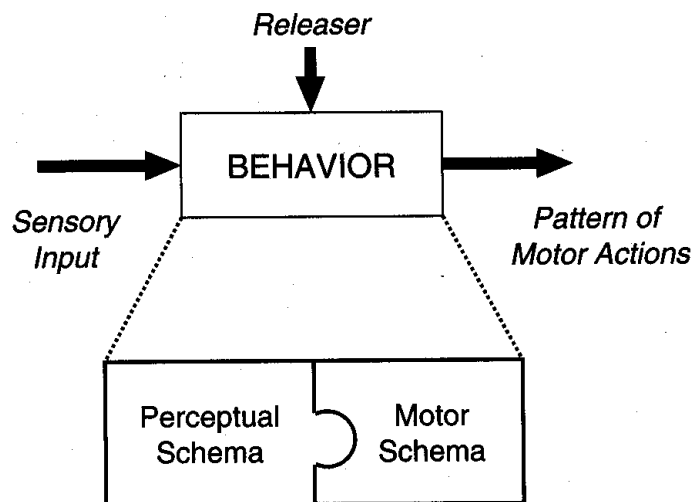 Releaser
BEHAVIOR
Sensory
Input
Pattern of
Motor Actions
Perceptual
Schema
Motor
Schema